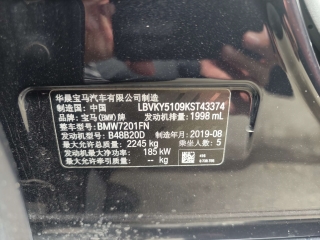 华晨宝马汽车有限公司制造
制造国：中国 LBVKY5109KST43374
品牌：宝马(BMW)牌 发动机排量：1998 mL
整车型号：BMW7201FN
发动机型号：B48B20D 制造年月：2019-08
最大允许总质量：2245 kg 乘坐人数：5
发动机最大净功率：185 kW
最大允许牵引质量：-- kg